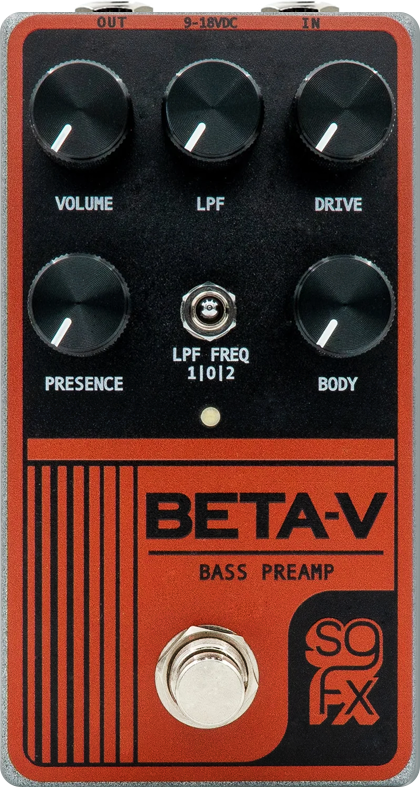 OUT 9-18VDC IN
VOLUME LPF DRIVE
LPF FREQ
1|0|2
PRESENCE BODY
BETA-V
BASS PREAMP
sg
FX